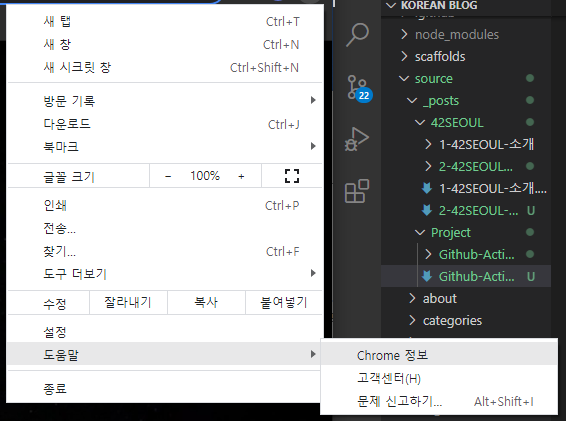 새 탭 Ctrl+T
새 창 Ctrl+N
새 시크릿 창 Ctrl+Shift+N
방문 기록
다운로드 Ctrl+J
북마크
글꼴 크기 － 100% ＋
인쇄 Ctrl+P
전송...
찾기... Ctrl+F
도구 더보기
수정 잘라내기 복사 붙여넣기
설정
도움말
종료
Chrome 정보
고객센터(H)
문제 신고하기... Alt+Shift+I
22
KOREAN BLOG
node_modules
scaffolds
source
_posts
42SEOUL
1-42SEOUL-소개
2-42SEOUL...
1-42SEOUL-소개....
2-42SEOUL-... U
Project
Github-Acti...
Github-Acti... U
about
categories